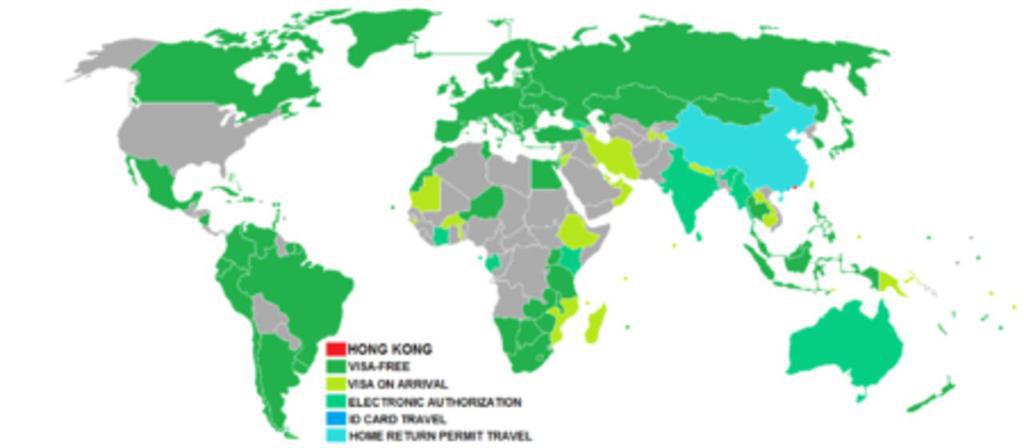 HONG KONG
VISA-FREE
VISA ON ARRIVAL
ELECTRONIC AUTHORIZATION
ID CARD TRAVEL
HOME RETURN PERMIT TRAVEL